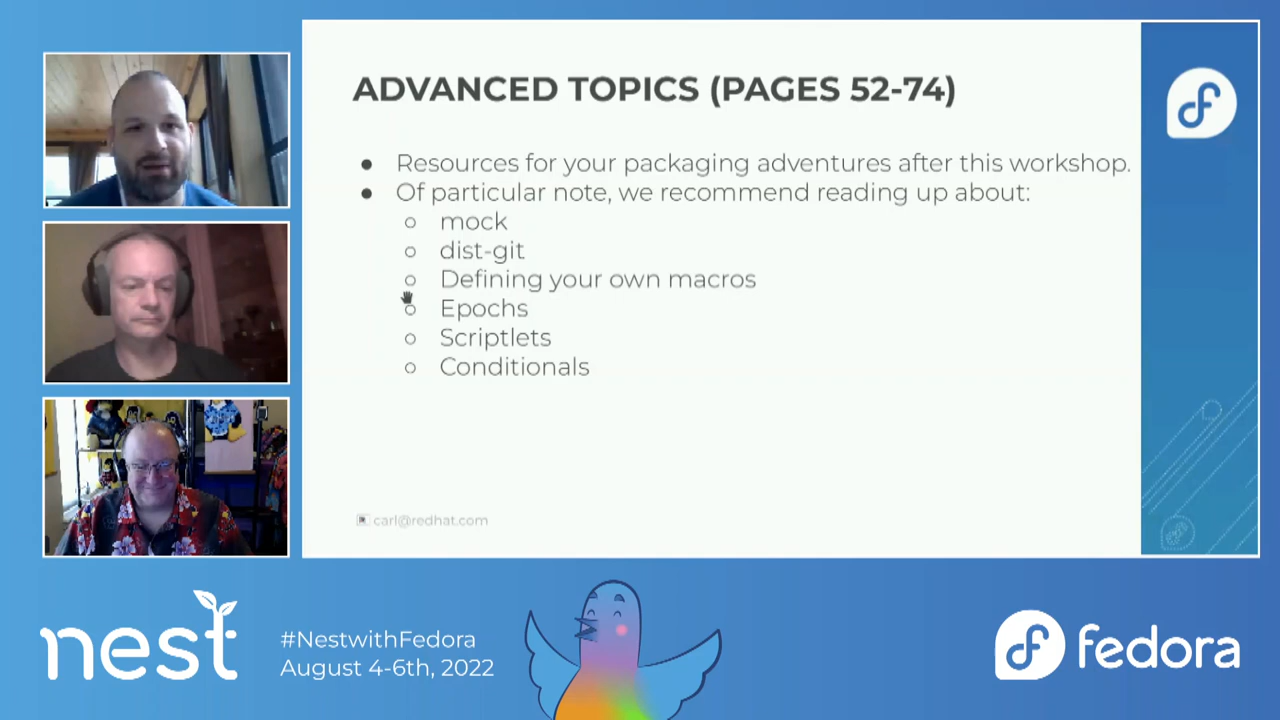 ADVANCED TOPICS (PAGES 52-74)
● Resources for your packaging adventures after this workshop.
● Of particular note, we recommend reading up about:
○ mock
○ dist-git
○ Defining your own macros
○ Epochs
○ Scriptlets
○ Conditionals
carl@redhat.com
nest
#NestwithFedora
August 4-6th, 2022
fedora